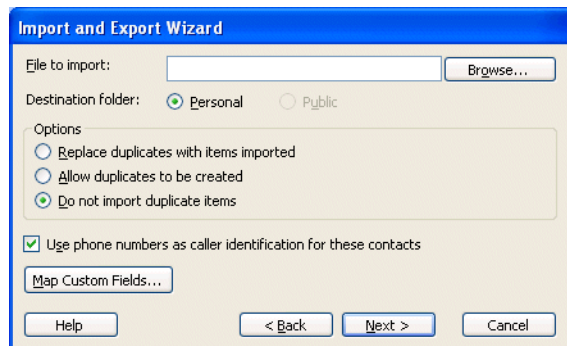 Import and Export Wizard
File to import:
Browse...
Destination folder: Personal Public
Options
Replace duplicates with items imported
Allow duplicates to be created
Do not import duplicate items
Use phone numbers as caller identification for these contacts
Map Custom Fields...
Help < Back Next > Cancel